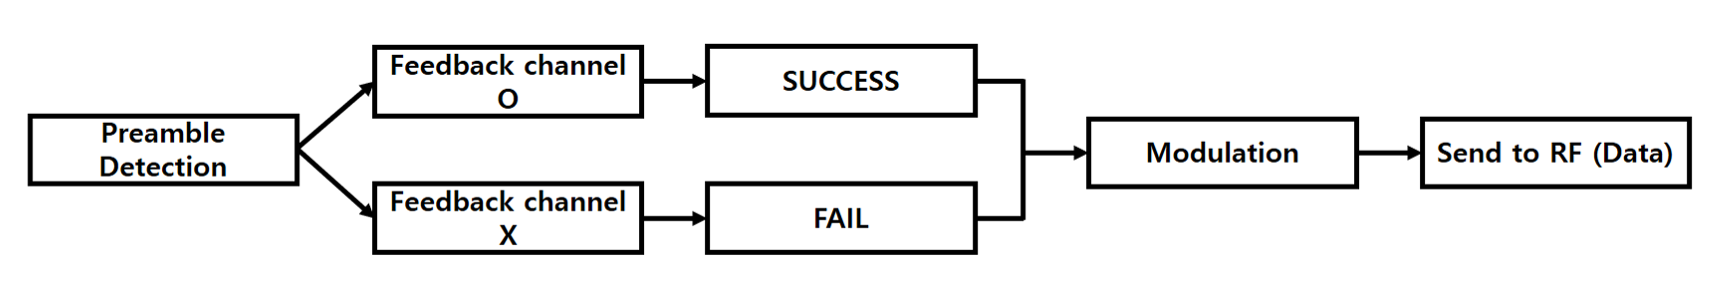 Preamble
Detection
Feedback channel
O
SUCCESS
Feedback channel
X
FAIL
Modulation
Send to RF (Data)